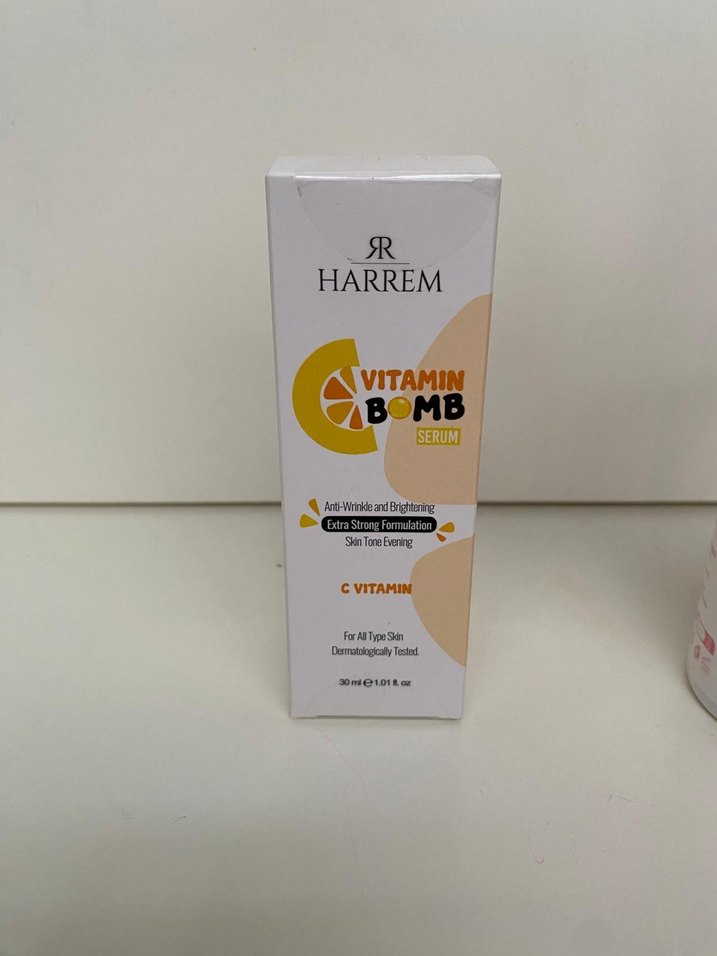 RR
HARREM
C VITAMIN
BOMB
SERUM
Anti-Wrinkle and Brightening
Extra Strong Formulation
Skin Tone Evening
C VITAMIN
For All Type Skin
Dermatologically Tested.
30 ml ℮ 1.01 fl. oz